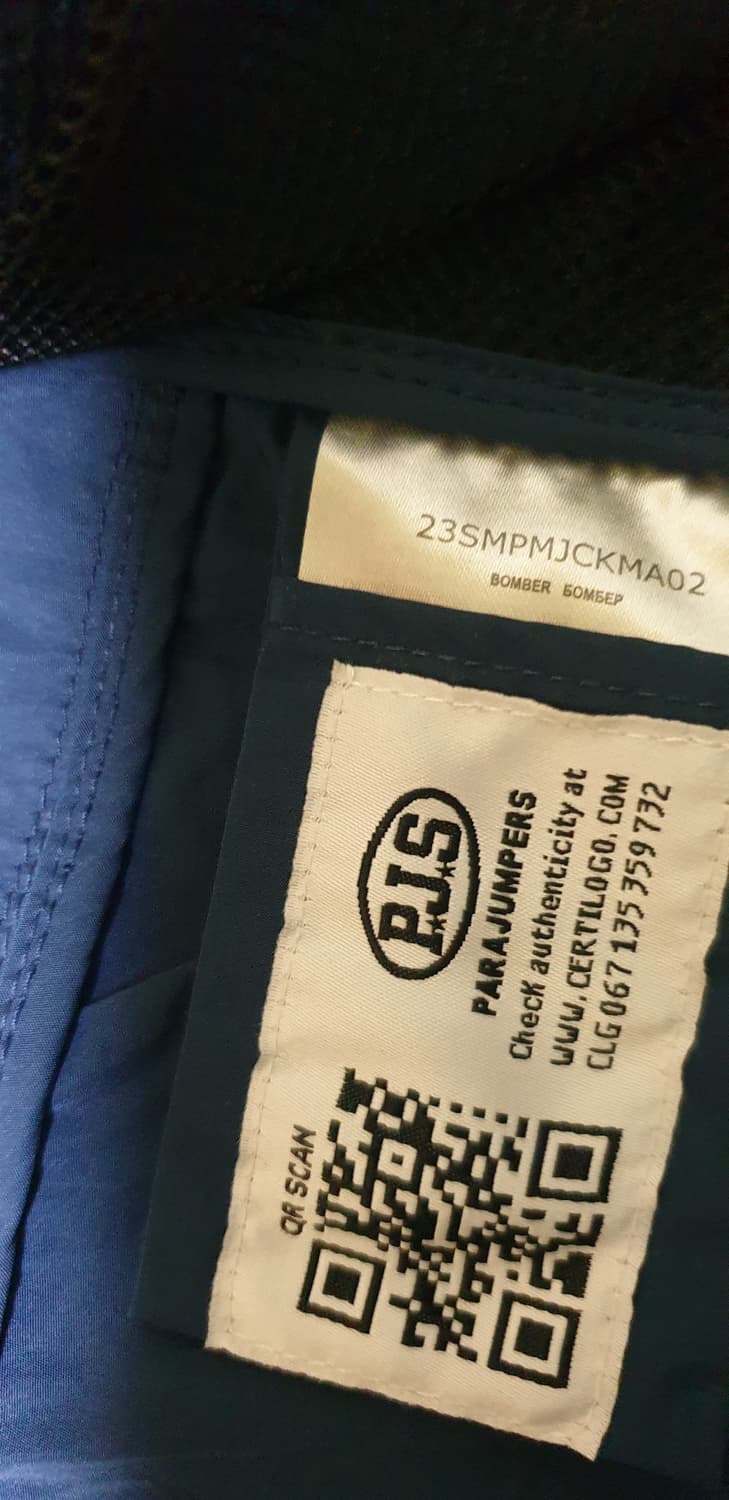 23SMPMJCKMA02
BOMBER БОМБЕР
PJS
PARAJUMPERS
Check authenticity at
WWW.CERTILOGO.COM
CLG 067 135 359 732
QR SCAN